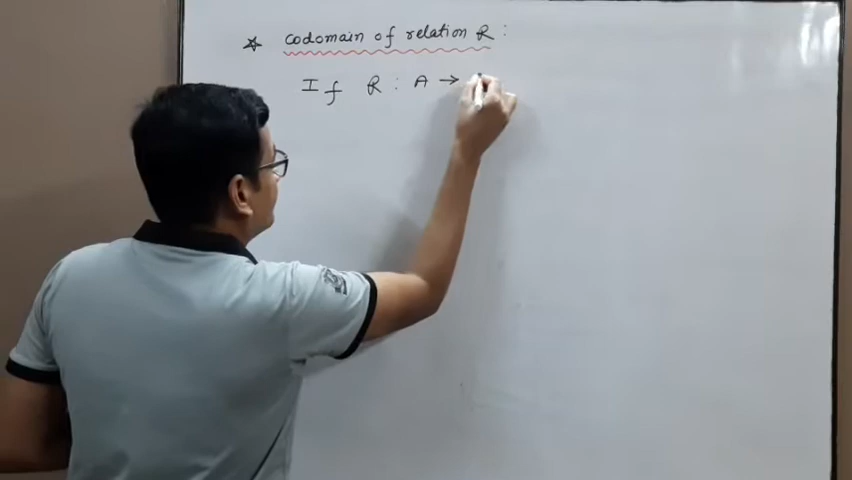 ☆ Codomain of relation R :
If R : A →